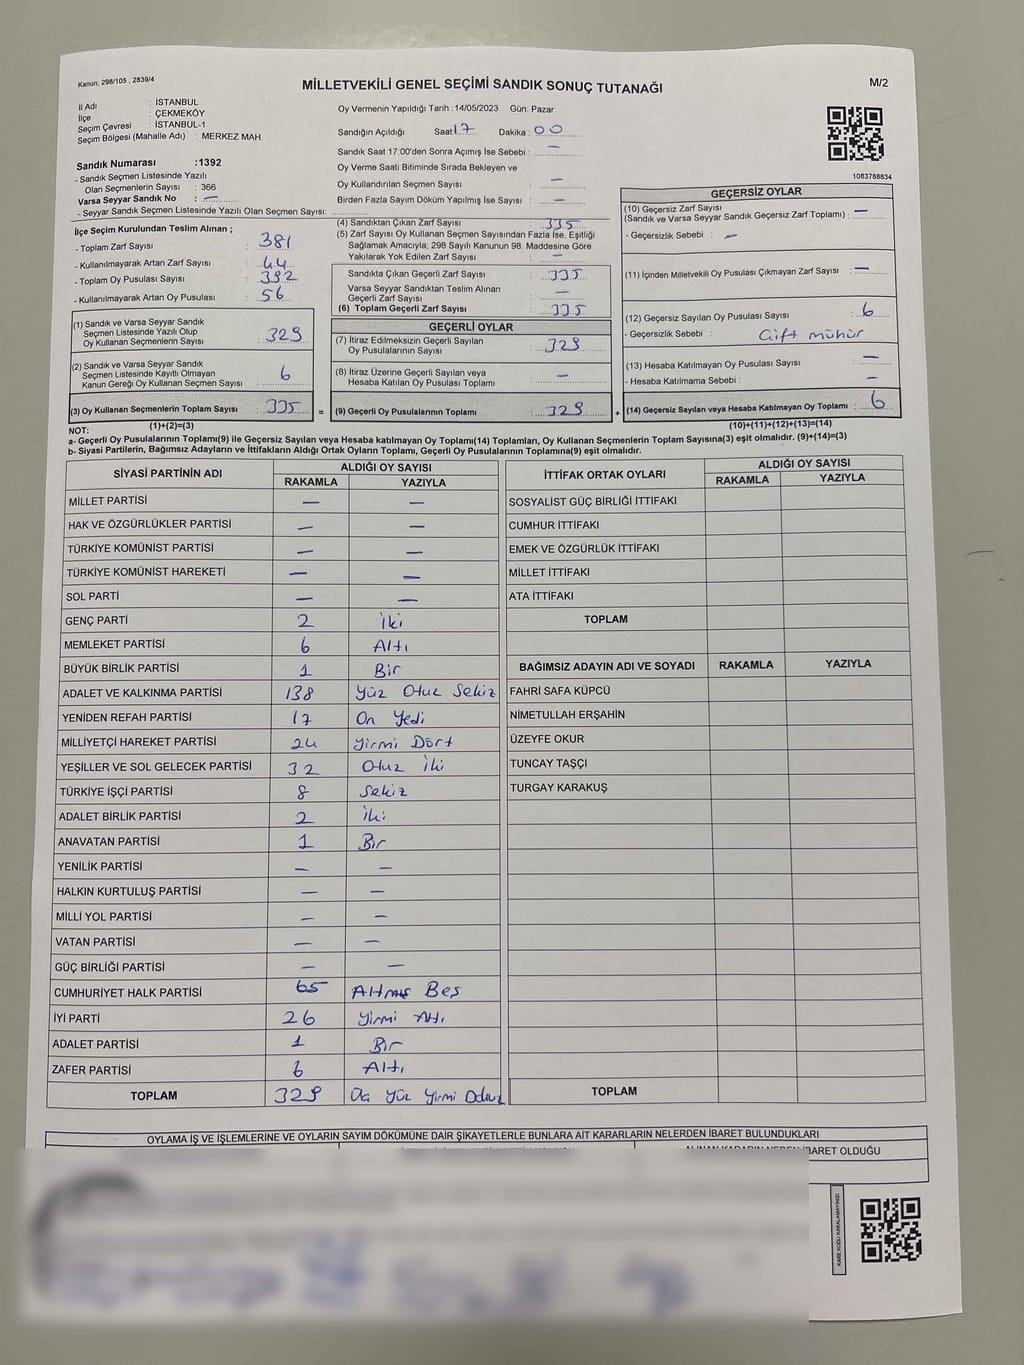 Kanun: 298/105 , 2839/4
MİLLETVEKİLİ GENEL SEÇİMİ SANDIK SONUÇ TUTANAĞI
M/2
İl Adı : İSTANBUL
İlçe : ÇEKMEKÖY
Seçim Çevresi : İSTANBUL-1
Seçim Bölgesi (Mahalle Adı) : MERKEZ MAH.
Sandık Numarası :1392
- Sandık Seçmen Listesinde Yazılı
Olan Seçmenlerin Sayısı : 366
Varsa Seyyar Sandık No : —
- Seyyar Sandık Seçmen Listesinde Yazılı Olan Seçmen Sayısı:
Oy Vermenin Yapıldığı Tarih :14/05/2023 Gün: Pazar
Sandığın Açıldığı Saat 17 Dakika : 00
Sandık Saat 17:00'den Sonra Açımış İse Sebebi : —
Oy Verme Saati Bitiminde Sırada Bekleyen ve
Oy Kullandırılan Seçmen Sayısı : —
Birden Fazla Sayım Döküm Yapılmış İse Sayısı : —
1083788834
İlçe Seçim Kurulundan Teslim Alınan ;
- Toplam Zarf Sayısı : 381
- Kullanılmayarak Artan Zarf Sayısı : 44
- Toplam Oy Pusulası Sayısı : 392
- Kullanılmayarak Artan Oy Pusulası : 56
(1) Sandık ve Varsa Seyyar Sandık
Seçmen Listesinde Yazılı Olup
Oy Kullanan Seçmenlerin Sayısı : 329
(2) Sandık ve Varsa Seyyar Sandık
Seçmen Listesinde Kayıtlı Olmayan
Kanun Gereği Oy Kullanan Seçmen Sayısı : 6
(3) Oy Kullanan Seçmenlerin Toplam Sayısı : 335
(1)+(2)=(3)
(4) Sandıktan Çıkan Zarf Sayısı : 335
(5) Zarf Sayısı Oy Kullanan Seçmen Sayısından Fazla İse, Eşitliği
Sağlamak Amacıyla; 298 Sayılı Kanunun 98. Maddesine Göre
Yakılarak Yok Edilen Zarf Sayısı : —
Sandıkta Çıkan Geçerli Zarf Sayısı : 335
Varsa Seyyar Sandıktan Teslim Alınan
Geçerli Zarf Sayısı : —
(6) Toplam Geçerli Zarf Sayısı : 335
GEÇERLİ OYLAR
(7) İtiraz Edilmeksizin Geçerli Sayılan
Oy Pusulalarının Sayısı : 329
(8) İtiraz Üzerine Geçerli Sayılan veya
Hesaba Katılan Oy Pusulası Toplamı : —
= (9) Geçerli Oy Pusulalarının Toplamı : 329
GEÇERSİZ OYLAR
(10) Geçersiz Zarf Sayısı
(Sandık ve Varsa Seyyar Sandık Geçersiz Zarf Toplamı) : —
- Geçersizlik Sebebi : —
(11) İçinden Milletvekili Oy Pusulası Çıkmayan Zarf Sayısı : —
(12) Geçersiz Sayılan Oy Pusulası Sayısı : 6
- Geçersizlik Sebebi : Çift mühür
(13) Hesaba Katılmayan Oy Pusulası Sayısı : —
- Hesaba Katılmama Sebebi : —
+ (14) Geçersiz Sayılan veya Hesaba Katılmayan Oy Toplamı : 6
(10)+(11)+(12)+(13)=(14)
NOT:
a- Geçerli Oy Pusulalarının Toplamı(9) ile Geçersiz Sayılan veya Hesaba katılmayan Oy Toplamı(14) Toplamları, Oy Kullanan Seçmenlerin Toplam Sayısına(3) eşit olmalıdır. (9)+(14)=(3)
b- Siyasi Partilerin, Bağımsız Adayların ve İttifakların Aldığı Ortak Oyların Toplamı, Geçerli Oy Pusulalarının Toplamına(9) eşit olmalıdır.
SİYASİ PARTİNİN ADI ALDIĞI OY SAYISI
RAKAMLA YAZIYLA
MİLLET PARTİSİ — —
HAK VE ÖZGÜRLÜKLER PARTİSİ — —
TÜRKİYE KOMÜNİST PARTİSİ — —
TÜRKİYE KOMÜNİST HAREKETİ — —
SOL PARTİ — —
GENÇ PARTİ 2 iki
MEMLEKET PARTİSİ 6 Altı
BÜYÜK BİRLİK PARTİSİ 1 Bir
ADALET VE KALKINMA PARTİSİ 138 Yüz Otuz Sekiz
YENİDEN REFAH PARTİSİ 17 On Yedi
MİLLİYETÇİ HAREKET PARTİSİ 24 Yirmi Dört
YEŞİLLER VE SOL GELECEK PARTİSİ 32 Otuz iki
TÜRKİYE İŞÇİ PARTİSİ 8 Sekiz
ADALET BİRLİK PARTİSİ 2 iki
ANAVATAN PARTİSİ 1 Bir
YENİLİK PARTİSİ — —
HALKIN KURTULUŞ PARTİSİ — —
MİLLİ YOL PARTİSİ — —
VATAN PARTİSİ — —
GÜÇ BİRLİĞİ PARTİSİ — —
CUMHURİYET HALK PARTİSİ 65 Altmış Beş
İYİ PARTİ 26 Yirmi Altı
ADALET PARTİSİ 1 Bir
ZAFER PARTİSİ 6 Altı
TOPLAM 329 Yüz Yirmi
İTTİFAK ORTAK OYLARI ALDIĞI OY SAYISI
RAKAMLA YAZIYLA
SOSYALİST GÜÇ BİRLİĞİ İTTİFAKI
CUMHUR İTTİFAKI
EMEK VE ÖZGÜRLÜK İTTİFAKI
MİLLET İTTİFAKI
ATA İTTİFAKI
TOPLAM
BAĞIMSIZ ADAYIN ADI VE SOYADI RAKAMLA YAZIYLA
FAHRİ SAFA KÜPCÜ
NİMETULLAH ERŞAHİN
ÜZEYFE OKUR
TUNCAY TAŞÇI
TURGAY KARAKUŞ
TOPLAM
OYLAMA İŞ VE İŞLEMLERİNE VE OYLARIN SAYIM DÖKÜMÜNE DAİR ŞİKAYETLERLE BUNLARA AİT KARARLARIN NELERDEN İBARET BULUNDUKLARI
ALINAN KARARIN NEDEN İBARET OLDUĞU
KARE KODU KARALAMAYINIZ!